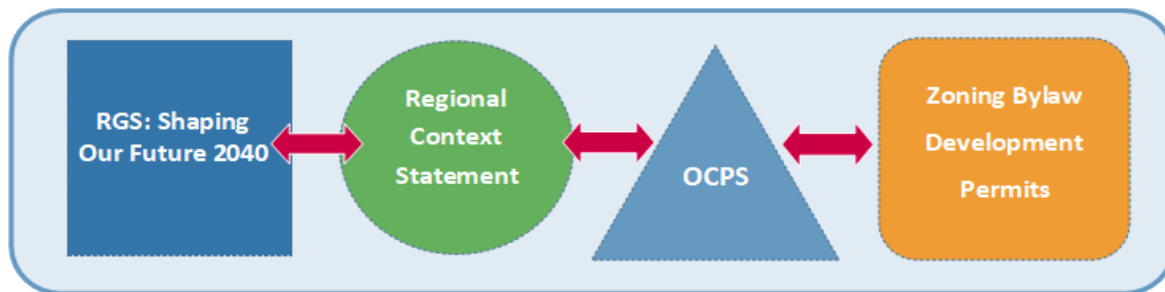 RGS: Shaping
Our Future 2040
Regional
Context
Statement
OCPS
Zoning Bylaw
Development
Permits